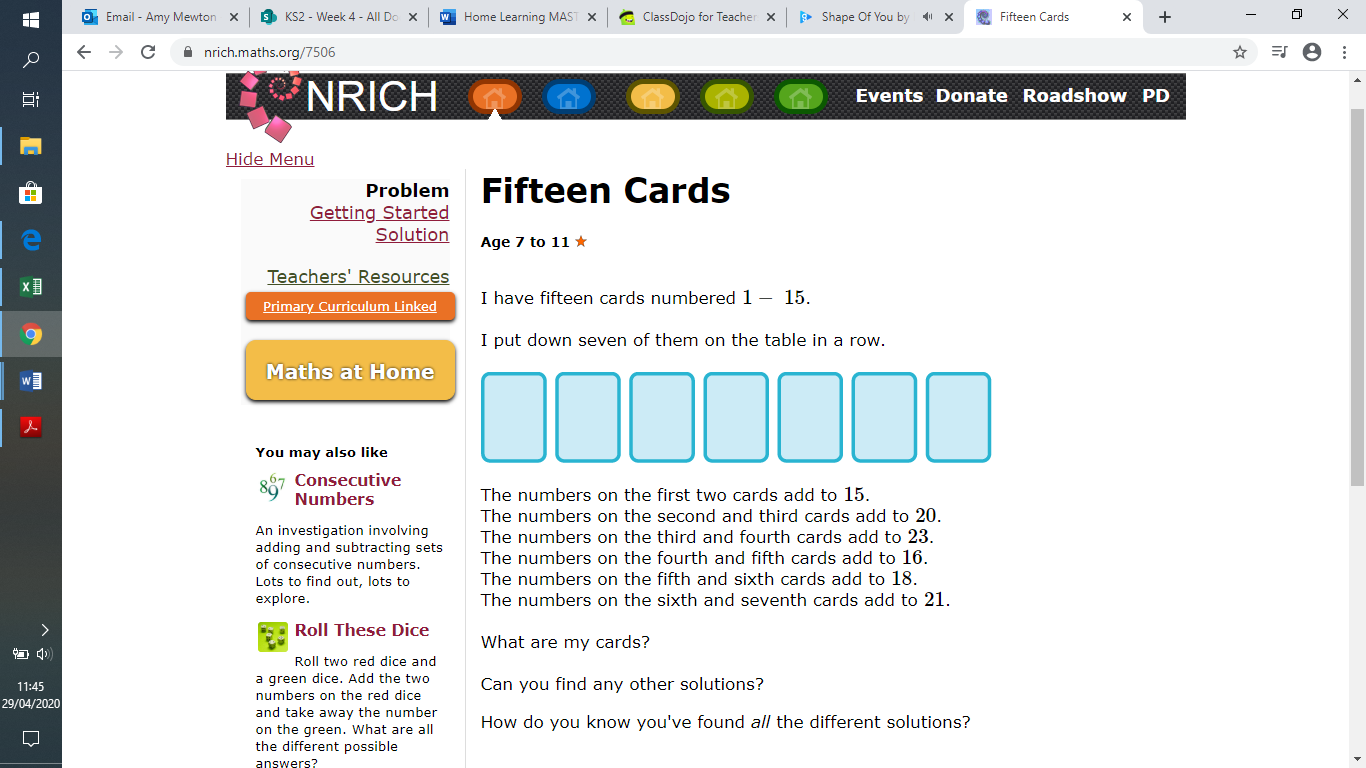 Email - Amy Mewton
KS2 - Week 4 - All Do
Home Learning MAST
ClassDojo for Teacher
Shape Of You by
Fifteen Cards
nrich.maths.org/7506
NRICH
Events Donate Roadshow PD
Hide Menu
Problem
Getting Started
Solution
Teachers' Resources
Primary Curriculum Linked
Maths at Home
You may also like
Consecutive
Numbers
An investigation involving
adding and subtracting sets
of consecutive numbers.
Lots to find out, lots to
explore.
Roll These Dice
Roll two red dice and
a green dice. Add the two
numbers on the red dice
and take away the number
on the green. What are all
the different possible
answers?
Fifteen Cards
Age 7 to 11
I have fifteen cards numbered 1 – 15.
I put down seven of them on the table in a row.
The numbers on the first two cards add to 15.
The numbers on the second and third cards add to 20.
The numbers on the third and fourth cards add to 23.
The numbers on the fourth and fifth cards add to 16.
The numbers on the fifth and sixth cards add to 18.
The numbers on the sixth and seventh cards add to 21.
What are my cards?
Can you find any other solutions?
How do you know you've found all the different solutions?
11:45
29/04/2020